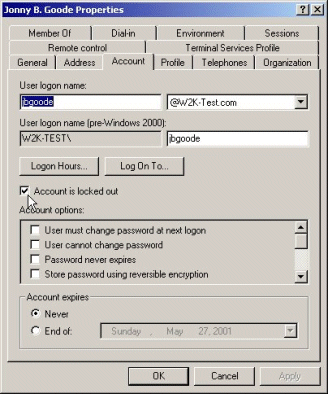 Jonny B. Goode Properties
Member Of Dial-in Environment Sessions
Remote control Terminal Services Profile
General Address Account Profile Telephones Organization
User logon name:
jbgoode @W2K-Test.com
User logon name (pre-Windows 2000):
W2K-TEST\ jbgoode
Logon Hours... Log On To...
Account is locked out
Account options:
User must change password at next logon
User cannot change password
Password never expires
Store password using reversible encryption
Account expires
Never
End of: Sunday , May 27, 2001
OK Cancel Apply